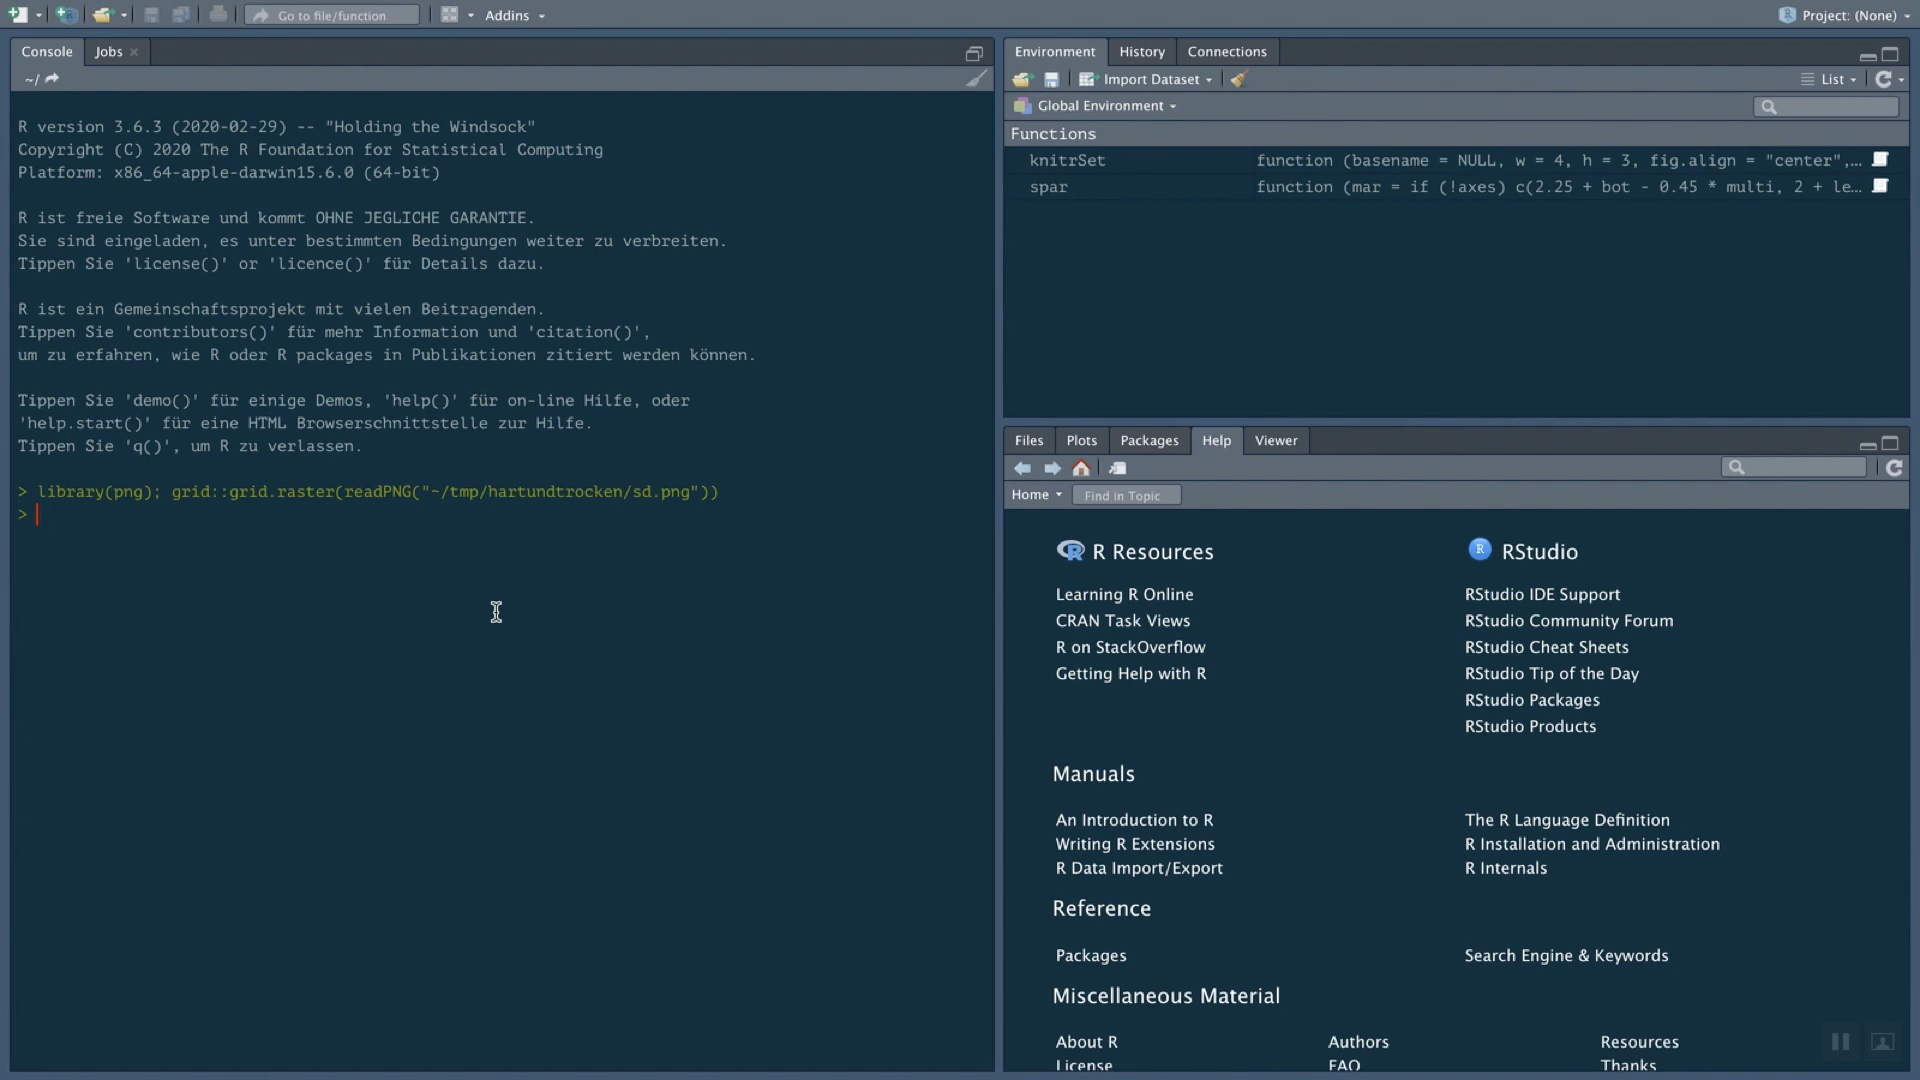 Go to file/function
Addins
Project: (None)
Console
Jobs
~/
R version 3.6.3 (2020-02-29) -- "Holding the Windsock"
Copyright (C) 2020 The R Foundation for Statistical Computing
Platform: x86_64-apple-darwin15.6.0 (64-bit)
R ist freie Software und kommt OHNE JEGLICHE GARANTIE.
Sie sind eingeladen, es unter bestimmten Bedingungen weiter zu verbreiten.
Tippen Sie 'license()' or 'licence()' für Details dazu.
R ist ein Gemeinschaftsprojekt mit vielen Beitragenden.
Tippen Sie 'contributors()' für mehr Information und 'citation()',
um zu erfahren, wie R oder R packages in Publikationen zitiert werden können.
Tippen Sie 'demo()' für einige Demos, 'help()' für on-line Hilfe, oder
'help.start()' für eine HTML Browserschnittstelle zur Hilfe.
Tippen Sie 'q()', um R zu verlassen.
> library(png); grid::grid.raster(readPNG("~/tmp/hartundtrocken/sd.png"))
>
Environment
History
Connections
Import Dataset
List
Global Environment
Functions
knitrSet function (basename = NULL, w = 4, h = 3, fig.align = "center",…
spar function (mar = if (!axes) c(2.25 + bot - 0.45 * multi, 2 + le…
Files
Plots
Packages
Help
Viewer
Home
Find in Topic
R Resources
Learning R Online
CRAN Task Views
R on StackOverflow
Getting Help with R
R RStudio
RStudio IDE Support
RStudio Community Forum
RStudio Cheat Sheets
RStudio Tip of the Day
RStudio Packages
RStudio Products
Manuals
An Introduction to R
Writing R Extensions
R Data Import/Export
The R Language Definition
R Installation and Administration
R Internals
Reference
Packages
Search Engine & Keywords
Miscellaneous Material
About R
Authors
Resources
License
FAQ
Thanks